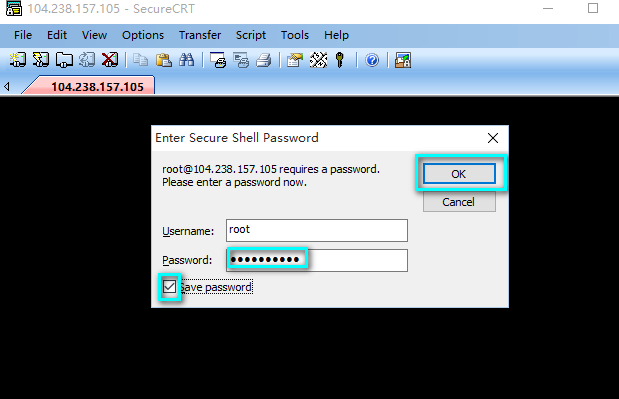 104.238.157.105 - SecureCRT
File Edit View Options Transfer Script Tools Help
104.238.157.105
Enter Secure Shell Password
root@104.238.157.105 requires a password.
Please enter a password now.
OK
Cancel
Username: root
Password: ●●●●●●●●●●
Save password